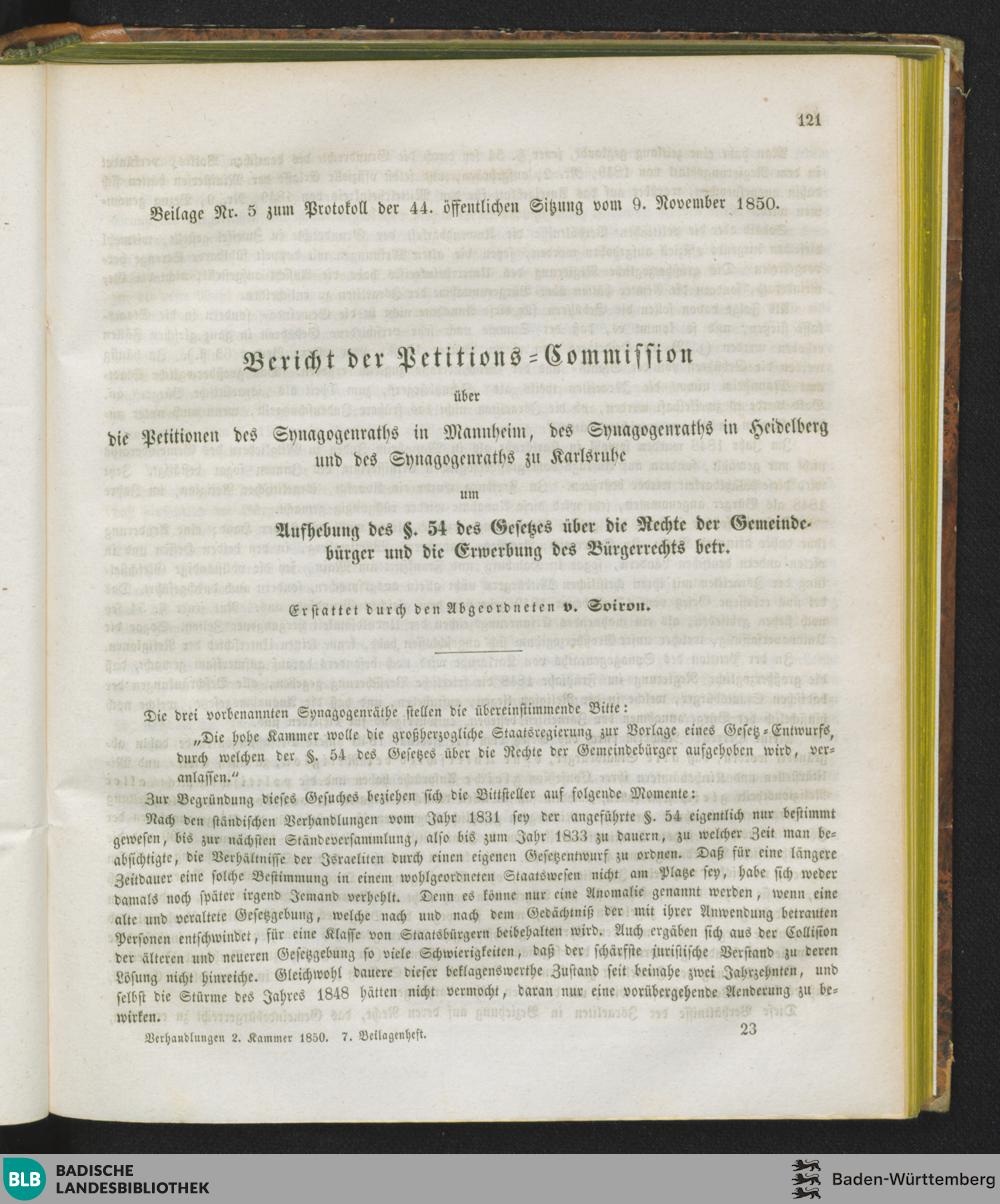 121
Beilage Nr. 5 zum Protokoll der 44. öffentlichen Sitzung vom 9. November 1850.
Bericht der Petitions=Commission
über
die Petitionen des Synagogenraths in Mannheim, des Synagogenraths in Heidelberg
und des Synagogenraths zu Karlsruhe
um
Aufhebung des §. 54 des Gesetzes über die Rechte der Gemeinde-
bürger und die Erwerbung des Bürgerrechts betr.
Erstattet durch den Abgeordneten v. Soiron.
Die drei vorbenannten Synagogenräthe stellen die übereinstimmende Bitte:
„Die hohe Kammer wolle die großherzogliche Staatsregierung zur Vorlage eines Gesetz=Entwurfs,
durch welchen der §. 54 des Gesetzes über die Rechte der Gemeindebürger aufgehoben wird, ver-
anlassen."
Zur Begründung dieses Gesuches beziehen sich die Bittsteller auf folgende Momente:
Nach den ständischen Verhandlungen vom Jahr 1831 sey der angeführte §. 54 eigentlich nur bestimmt
gewesen, bis zur nächsten Ständeversammlung, also bis zum Jahr 1833 zu dauern, zu welcher Zeit man be-
absichtigte, die Verhältnisse der Israeliten durch einen eigenen Gesetzentwurf zu ordnen. Daß für eine längere
Zeitdauer eine solche Bestimmung in einem wohlgeordneten Staatswesen nicht am Platze sey, habe sich weder
damals noch später irgend Jemand verhehlt. Denn es könne nur eine Anomalie genannt werden, wenn eine
alte und veraltete Gesetzgebung, welche nach und nach dem Gedächtniß der mit ihrer Anwendung betrauten
Personen entschwindet, für eine Klasse von Staatsbürgern beibehalten wird. Auch ergäben sich aus der Collision
der älteren und neueren Gesetzgebung so viele Schwierigkeiten, daß der schärfste juristische Verstand zu deren
Lösung nicht hinreiche. Gleichwohl dauere dieser beklagenswerthe Zustand seit beinahe zwei Jahrzehnten, und
selbst die Stürme des Jahres 1848 hätten nicht vermocht, daran nur eine vorübergehende Aenderung zu be-
wirken.
Verhandlungen 2. Kammer 1850. 7. Beilagenheft.
23
BLB BADISCHE
LANDESBIBLIOTHEK
Baden-Württemberg